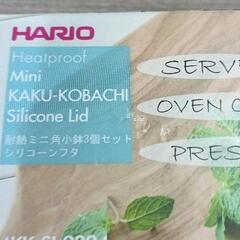 HARIO
Heatproof
Mini
KAKU-KOBACHI
Silicone Lid
耐熱ミニ角小鉢3個セット
シリコーンフタ
SERVE
OVEN
PRES